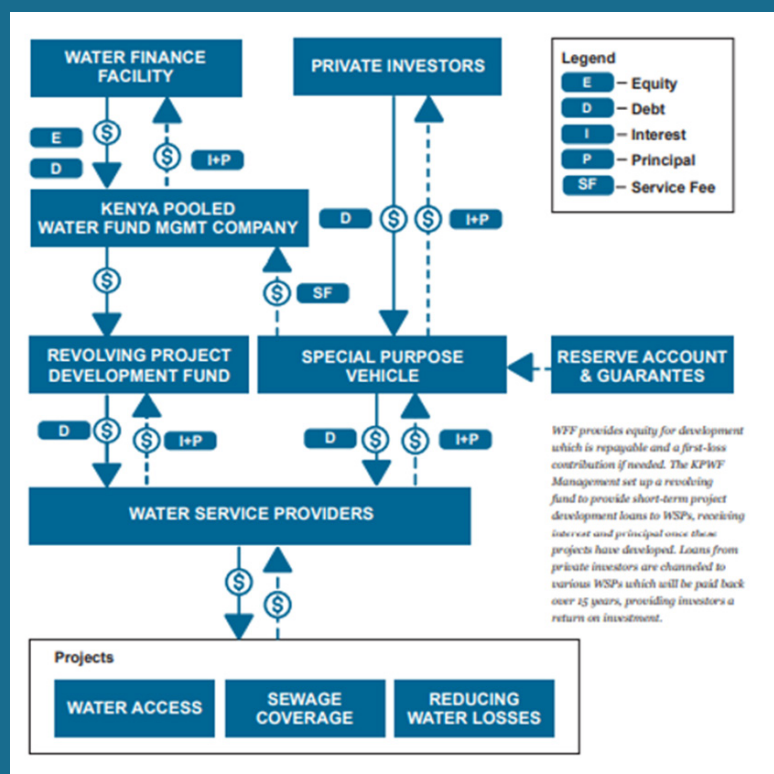 WATER FINANCE
FACILITY
PRIVATE INVESTORS
Legend
E – Equity
D – Debt
I – Interest
P – Principal
SF – Service Fee
$
E
D
$
I+P
KENYA POOLED
WATER FUND MGMT COMPANY
D
$
$
I+P
$
$
SF
REVOLVING PROJECT
DEVELOPMENT FUND
SPECIAL PURPOSE
VEHICLE
RESERVE ACCOUNT
& GUARANTES
D
$
$
I+P
D
$
$
I+P
WFF provides equity for development
which is repayable and a first-loss
contribution if needed. The KPWF
Management set up a revolving
fund to provide short-term project
development loans to WSPs, receiving
interest and principal once these
projects have developed. Loans from
private investors are channeled to
various WSPs which will be paid back
over 15 years, providing investors a
return on investment.
WATER SERVICE PROVIDERS
$
$
Projects
WATER ACCESS
SEWAGE
COVERAGE
REDUCING
WATER LOSSES